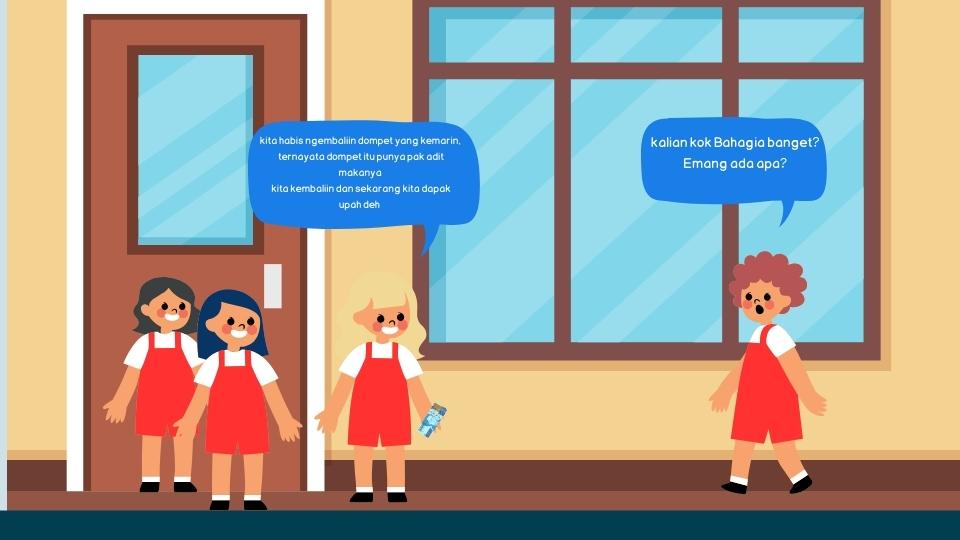 kita habis ngembaliin dompet yang kemarin,
ternayata dompet itu punya pak adit
makanya
kita kembaliin dan sekarang kita dapak
upah deh
kalian kok Bahagia banget?
Emang ada apa?